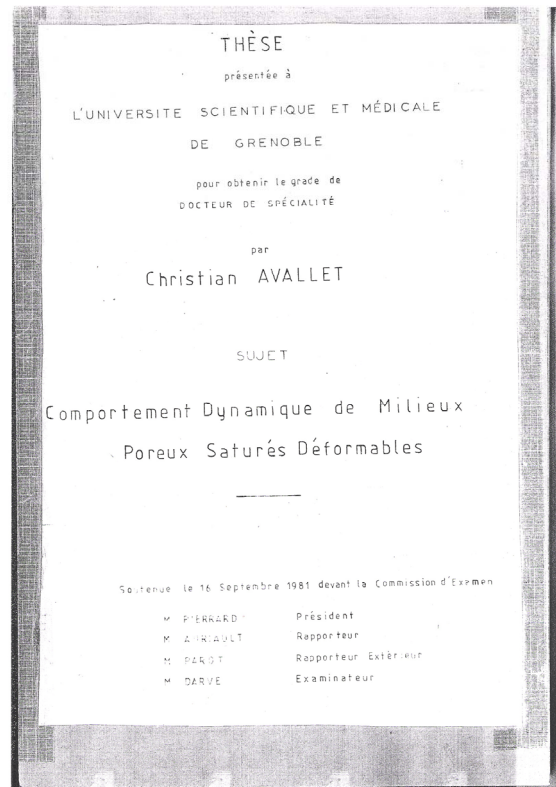 THÈSE
présentée à
L'UNIVERSITE SCIENTIFIQUE ET MÉDICALE
DE GRENOBLE
pour obtenir le grade de
DOCTEUR DE SPÉCIALITÉ
par
Christian AVALLET
SUJET
Comportement Dynamique de Milieux
Poreux Saturés Déformables
Soutenue le 16 Septembre 1981 devant la Commission d'Examen
M PIERRARD Président
M AURIAULT Rapporteur
M PAROT Rapporteur Extérieur
M DARVE Examinateur